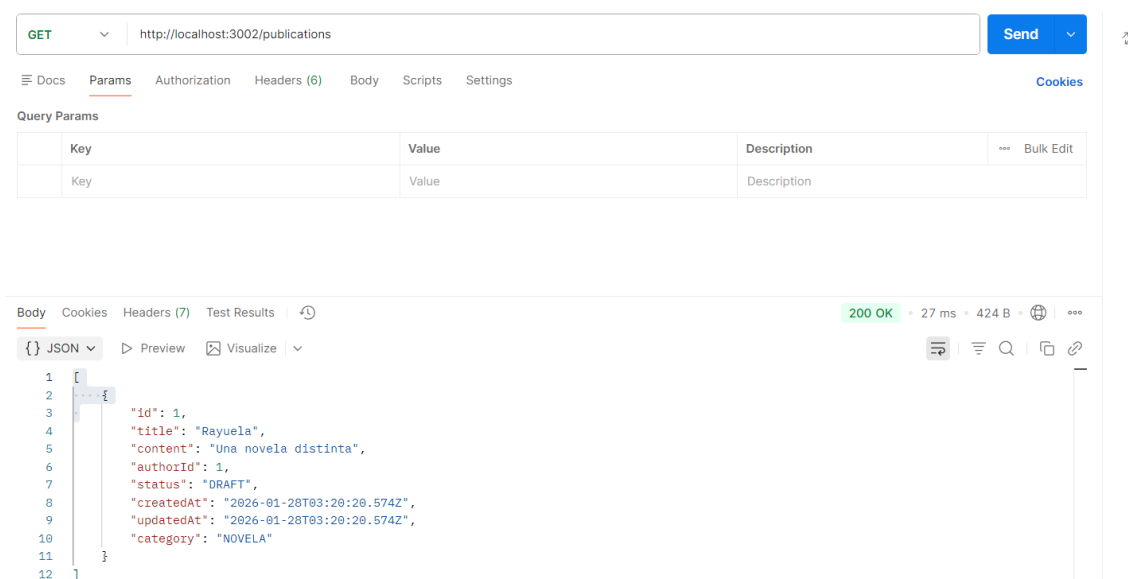 GET http://localhost:3002/publications Send
Docs Params Authorization Headers (6) Body Scripts Settings Cookies
Query Params
Key Value Description Bulk Edit
Key Value Description
Body Cookies Headers (7) Test Results 200 OK 27 ms 424 B
{} JSON Preview Visualize
1 [
2 {
3 "id": 1,
4 "title": "Rayuela",
5 "content": "Una novela distinta",
6 "authorId": 1,
7 "status": "DRAFT",
8 "createdAt": "2026-01-28T03:20:20.574Z",
9 "updatedAt": "2026-01-28T03:20:20.574Z",
10 "category": "NOVELA"
11 }
12 ]